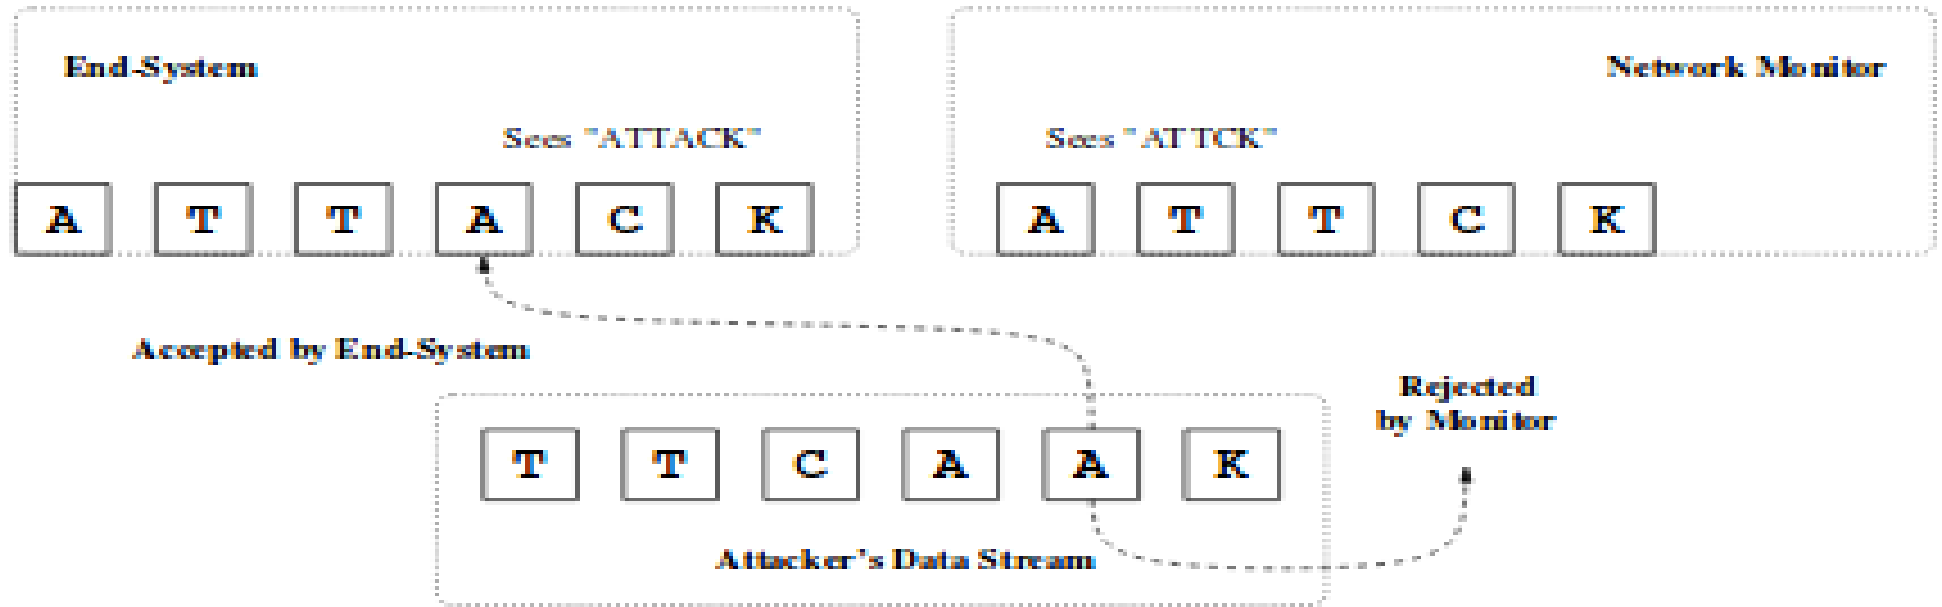 End-System
Network Monitor
Sees "ATTACK"
Sees "ATTCK"
A T T A C K
A T T C K
Accepted by End-System
Rejected
by Monitor
T T C A A K
Attacker's Data Stream